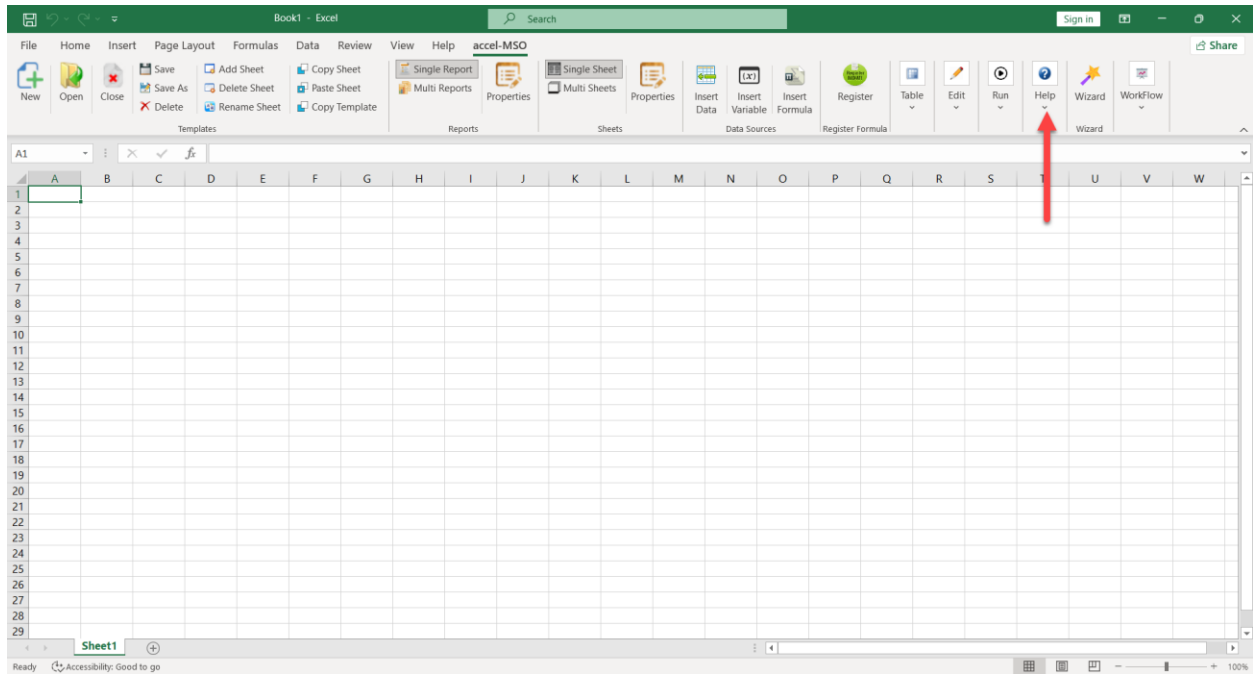 Book1 - Excel
Search
Sign in
File Home Insert Page Layout Formulas Data Review View Help accel-MSO
Share
New
Open
Close
Save
Save As
Delete
Add Sheet
Delete Sheet
Rename Sheet
Copy Sheet
Paste Sheet
Copy Template
Templates
Single Report
Multi Reports
Properties
Reports
Single Sheet
Multi Sheets
Properties
Sheets
Insert Data
Insert Variable
Insert Formula
Data Sources
Register
Register Formula
Table
Edit
Run
Help
Wizard
Wizard
WorkFlow
A1
fx
A B C D E F G H I J K L M N O P Q R S T U V W
1
2
3
4
5
6
7
8
9
10
11
12
13
14
15
16
17
18
19
20
21
22
23
24
25
26
27
28
29
Sheet1
Ready Accessibility: Good to go
100%